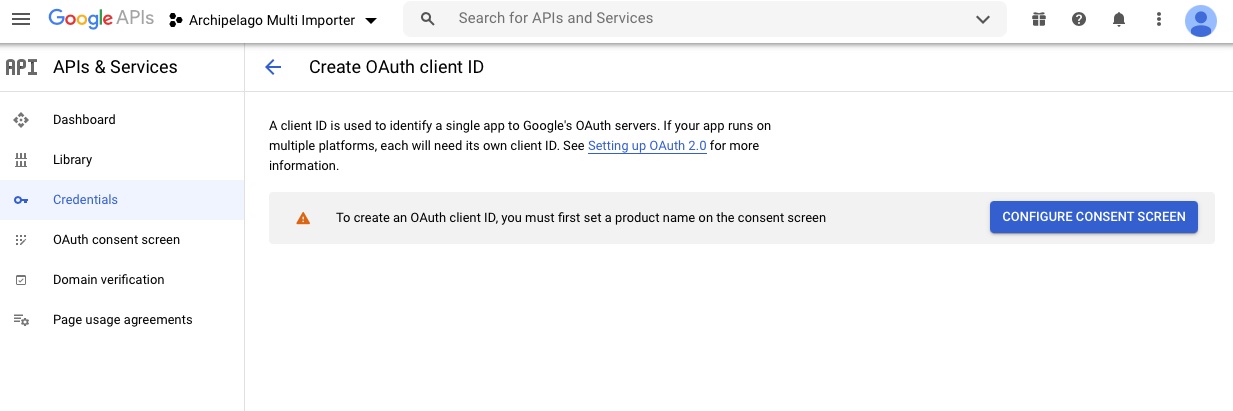 Google APIs Archipelago Multi Importer Search for APIs and Services
API APIs & Services
Create OAuth client ID
Dashboard
Library
Credentials
OAuth consent screen
Domain verification
Page usage agreements
A client ID is used to identify a single app to Google's OAuth servers. If your app runs on
multiple platforms, each will need its own client ID. See Setting up OAuth 2.0 for more
information.
To create an OAuth client ID, you must first set a product name on the consent screen
CONFIGURE CONSENT SCREEN